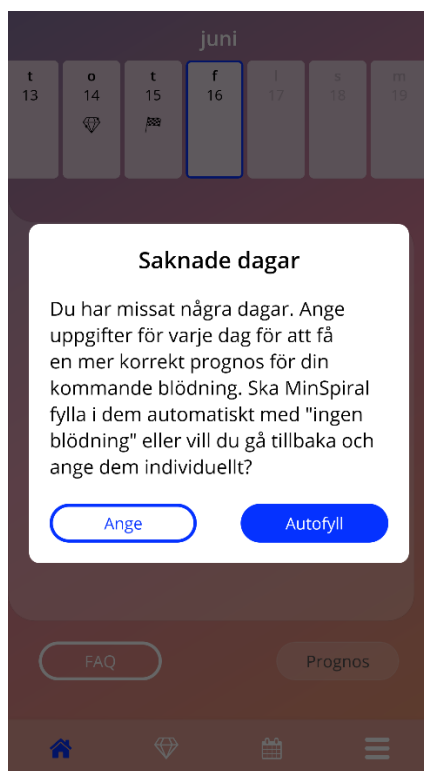 juni
t o t f l s m
13 14 15 16 17 18 19
Saknade dagar
Du har missat några dagar. Ange
uppgifter för varje dag för att få
en mer korrekt prognos för din
kommande blödning. Ska MinSpiral
fylla i dem automatiskt med "ingen
blödning" eller vill du gå tillbaka och
ange dem individuellt?
Ange Autofyll
FAQ Prognos